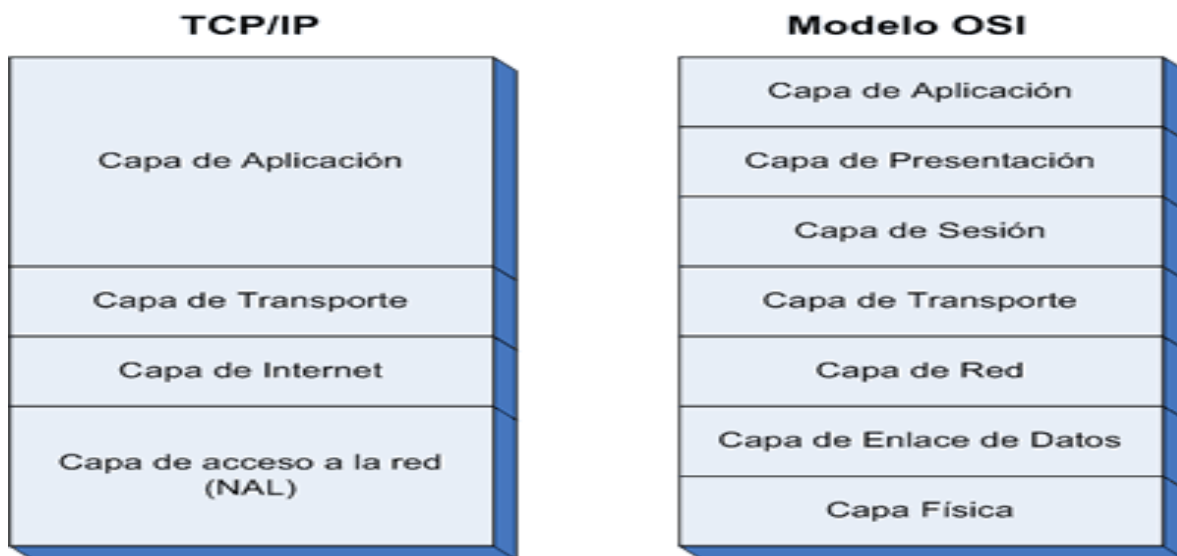 TCP/IP
Capa de Aplicación
Capa de Transporte
Capa de Internet
Capa de acceso a la red
(NAL)
Modelo OSI
Capa de Aplicación
Capa de Presentación
Capa de Sesión
Capa de Transporte
Capa de Red
Capa de Enlace de Datos
Capa Física